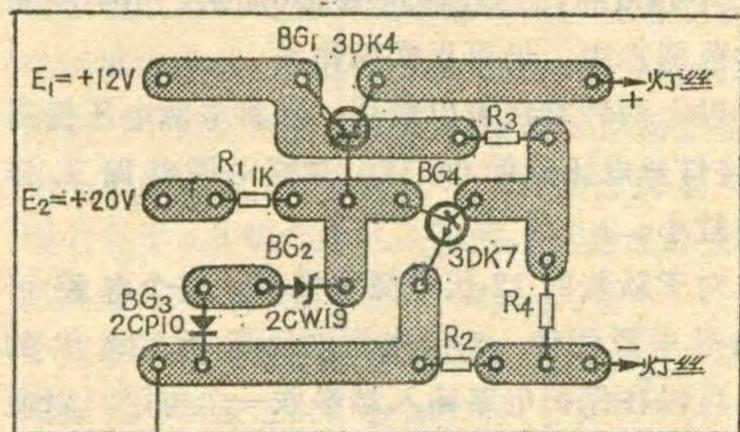 BG₁ 3DK4
E₁=+12V
灯丝
+
R₃
R₁ 1K
BG₄
E₂=+20V
BG₂
3DK7
BG₃
2CP10
2CW19
R₄
R₂
−
灯丝